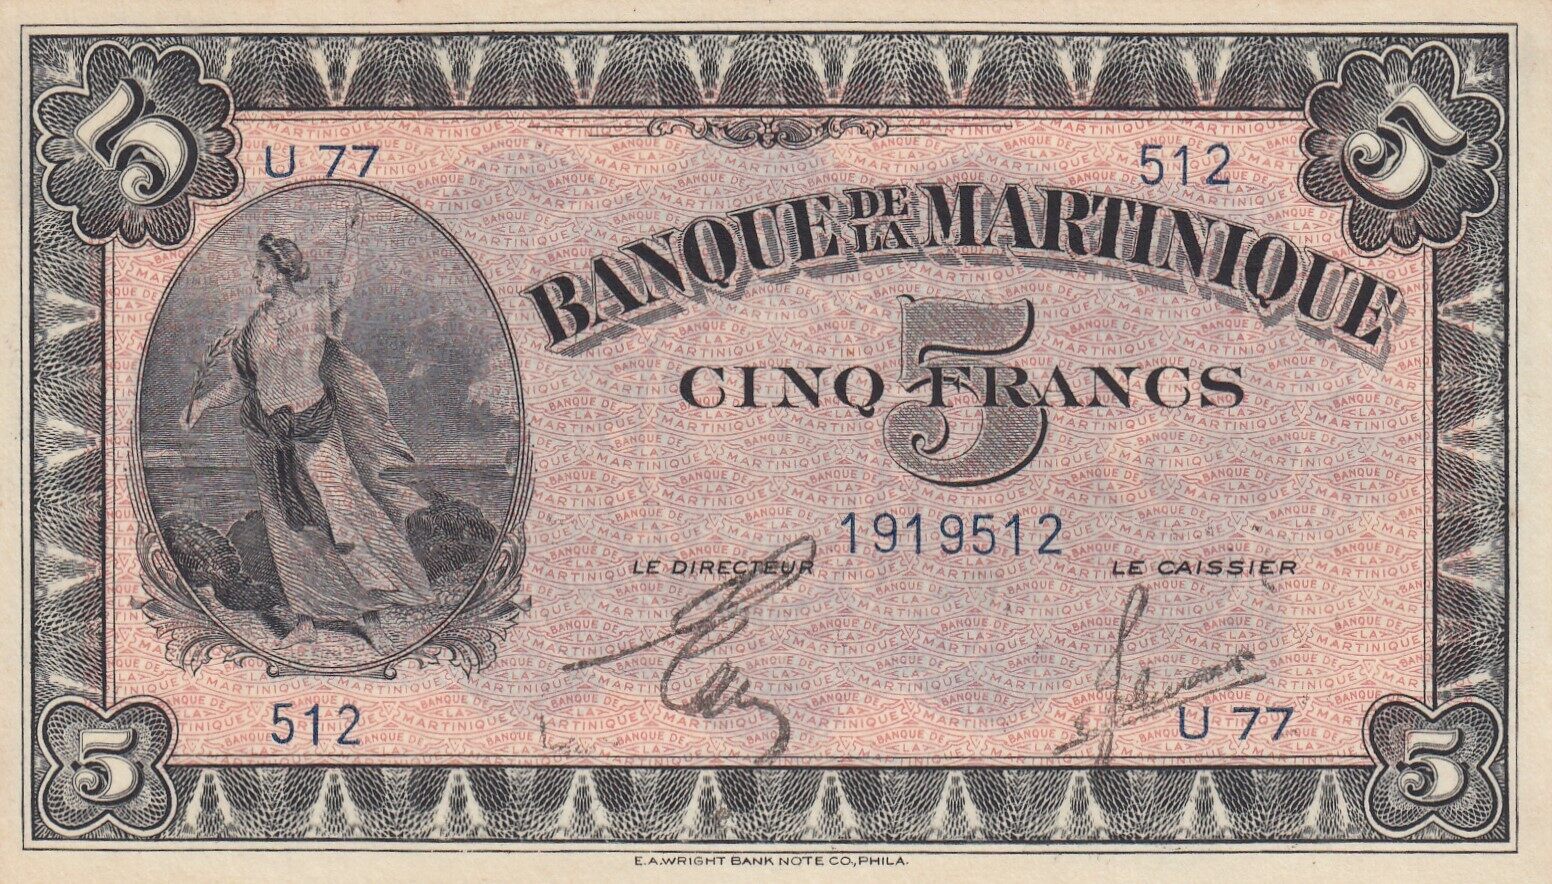 5 5
U 77 512
BANQUE DE LA MARTINIQUE
5
CINQ FRANCS
1919512
LE DIRECTEUR LE CAISSIER
512 U 77
5 5
E.A.WRIGHT BANK NOTE CO., PHILA.